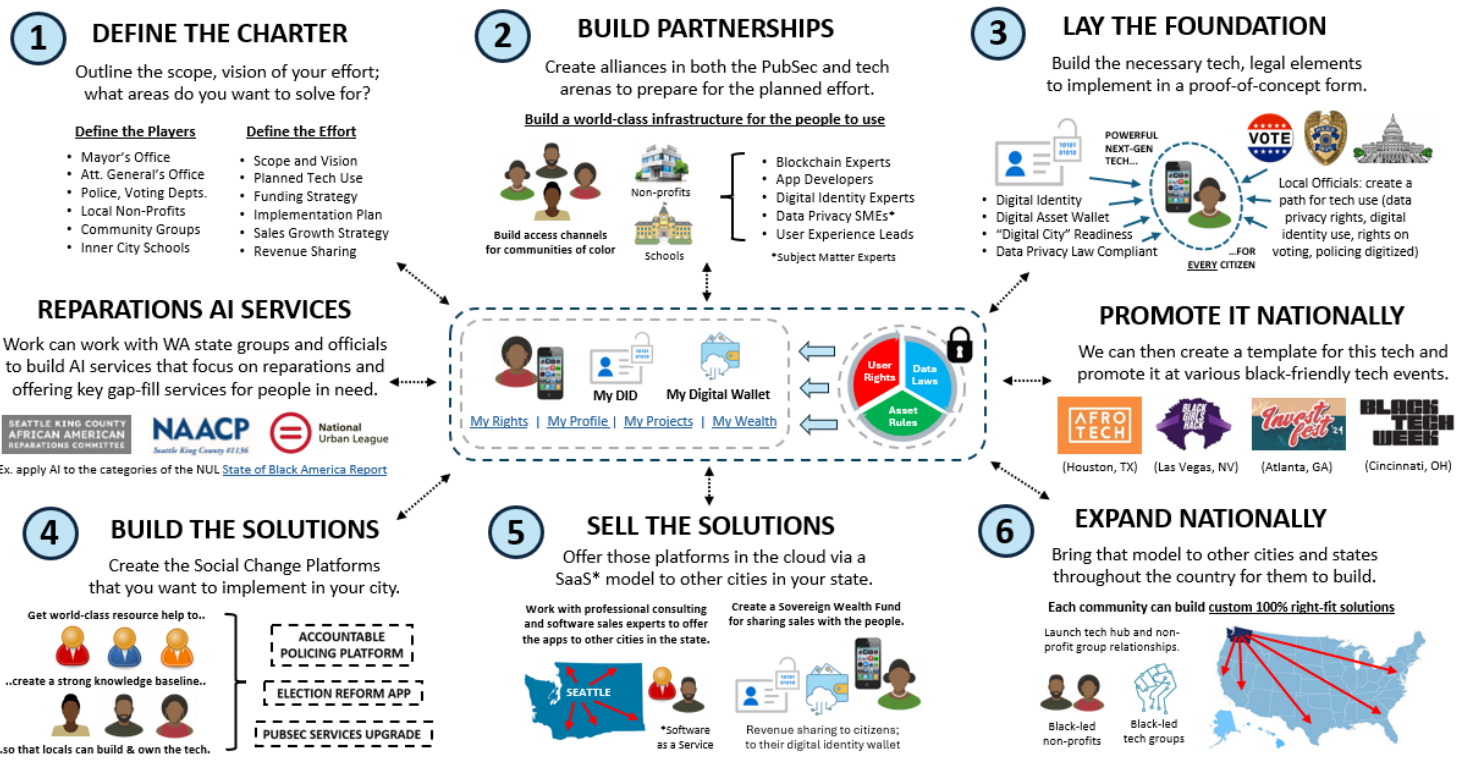 1
DEFINE THE CHARTER
Outline the scope, vision of your effort;
what areas do you want to solve for?
Define the Players
• Mayor's Office
• Att. General's Office
• Police, Voting Depts.
• Local Non-Profits
• Community Groups
• Inner City Schools
Define the Effort
• Scope and Vision
• Planned Tech Use
• Funding Strategy
• Implementation Plan
• Sales Growth Strategy
• Revenue Sharing
2
BUILD PARTNERSHIPS
Create alliances in both the PubSec and tech
arenas to prepare for the planned effort.
Build a world-class infrastructure for the people to use
Build access channels
for communities of color
Non-profits
Schools
• Blockchain Experts
• App Developers
• Digital Identity Experts
• Data Privacy SMEs*
• User Experience Leads
*Subject Matter Experts
3
LAY THE FOUNDATION
Build the necessary tech, legal elements
to implement in a proof-of-concept form.
10101
01010
POWERFUL
NEXT-GEN
TECH...
VOTE
• Digital Identity
• Digital Asset Wallet
• “Digital City” Readiness
• Data Privacy Law Compliant
...FOR
EVERY CITIZEN
Local Officials: create a
path for tech use (data
privacy rights, digital
identity use, rights on
voting, policing digitized)
REPARATIONS AI SERVICES
Work can work with WA state groups and officials
to build AI services that focus on reparations and
offering key gap-fill services for people in need.
SEATTLE KING COUNTY
AFRICAN AMERICAN
REPARATIONS COMMITTEE
NAACP
Seattle King County #1136
National
Urban League
Ex. apply AI to the categories of the NUL State of Black America Report
10101
01010
My DID
My Digital Wallet
My Rights | My Profile | My Projects | My Wealth
User
Rights
Data
Laws
Asset
Rules
PROMOTE IT NATIONALLY
We can then create a template for this tech and
promote it at various black-friendly tech events.
AFRO
TECH
(Houston, TX)
BLACK
GIRLS
HACK
(Las Vegas, NV)
Invest
Fest
'24
(Atlanta, GA)
BLACK
TECH
WEEK
(Cincinnati, OH)
4
BUILD THE SOLUTIONS
Create the Social Change Platforms
that you want to implement in your city.
Get world-class resource help to..
..create a strong knowledge baseline..
..so that locals can build & own the tech.
ACCOUNTABLE
POLICING PLATFORM
ELECTION REFORM APP
PUBSEC SERVICES UPGRADE
5
SELL THE SOLUTIONS
Offer those platforms in the cloud via a
SaaS* model to other cities in your state.
Work with professional consulting
and software sales experts to offer
the apps to other cities in the state.
SEATTLE
*Software
as a Service
Create a Sovereign Wealth Fund
for sharing sales with the people.
10101
01010
Revenue sharing to citizens;
to their digital identity wallet
6
EXPAND NATIONALLY
Bring that model to other cities and states
throughout the country for them to build.
Each community can build custom 100% right-fit solutions
Launch tech hub and non-
profit group relationships.
Black-led
non-profits
Black-led
tech groups